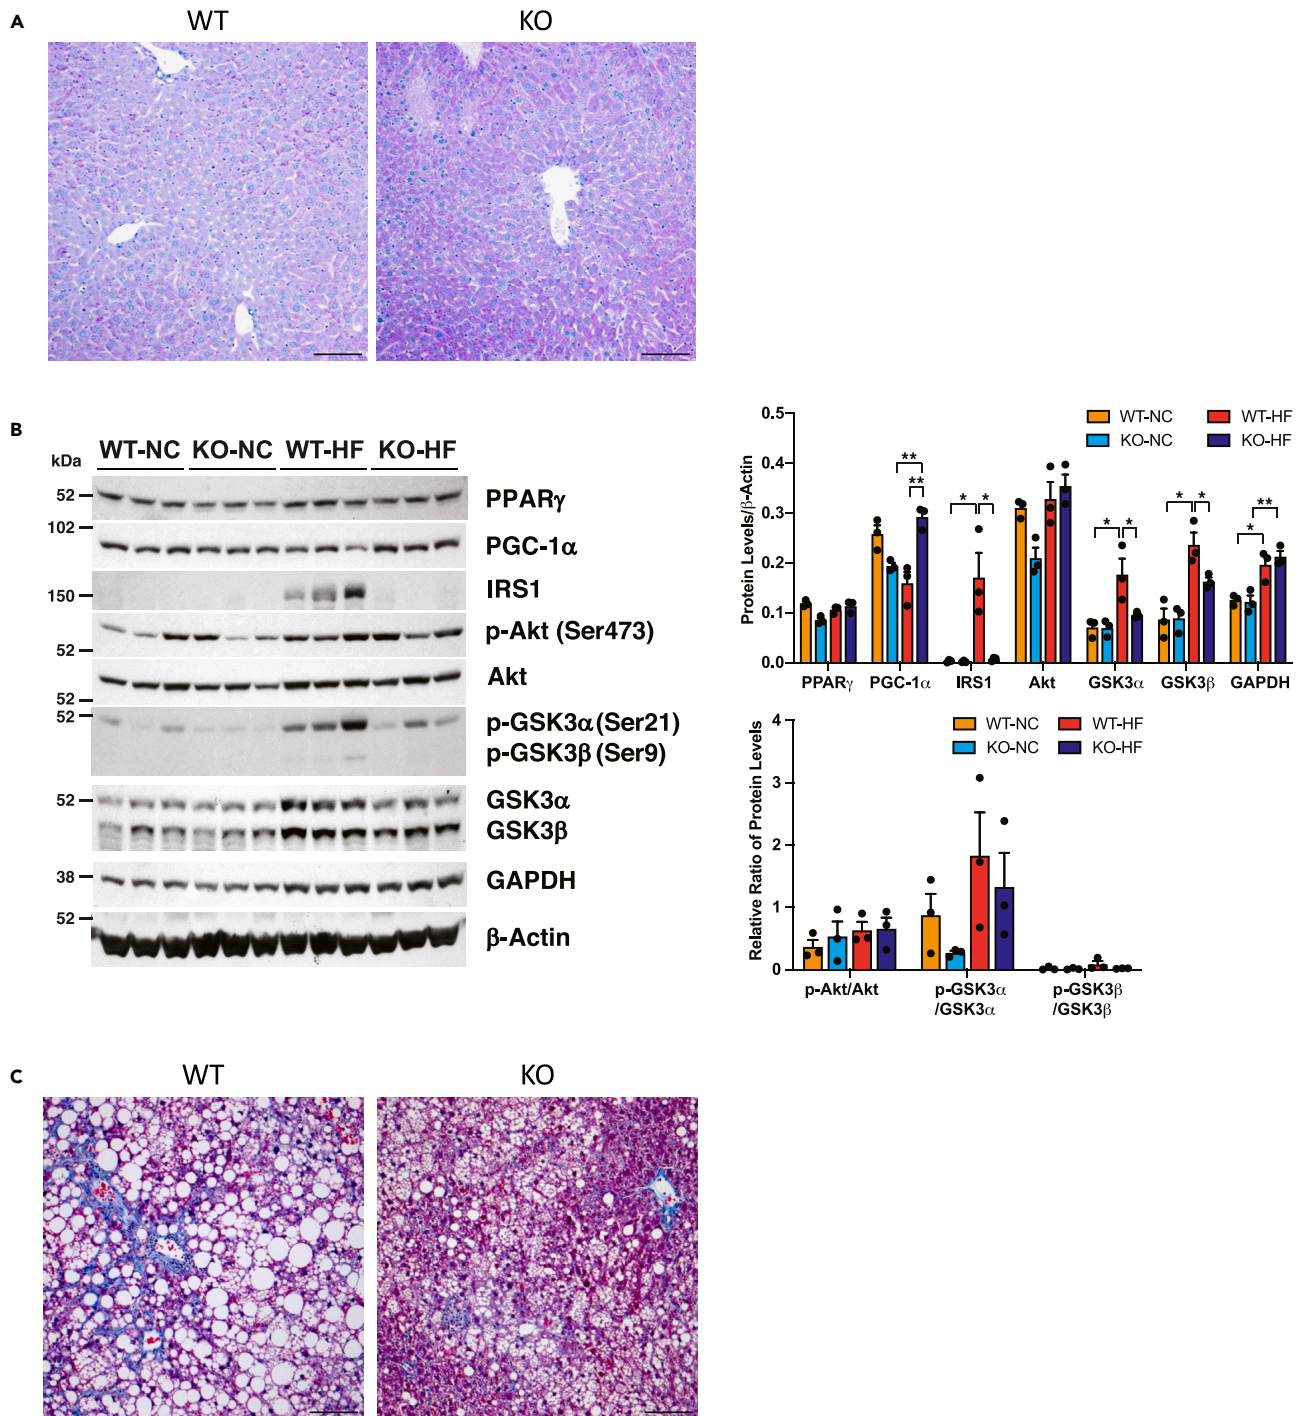 A
WT
KO
B
kDa
WT-NC KO-NC WT-HF KO-HF
52
PPARγ
102
PGC-1α
150
IRS1
p-Akt (Ser473)
52
Akt
52
52
p-GSK3α (Ser21)
p-GSK3β (Ser9)
52
GSK3α
GSK3β
38
GAPDH
52
β-Actin
Protein Levels/β-Actin
0.5
0.4
0.3
0.2
0.1
0.0
WT-NC WT-HF
KO-NC KO-HF
**
**
* *
* *
* *
**
*
PPARγ PGC-1α IRS1 Akt GSK3α GSK3β GAPDH
Relative Ratio of Protein Levels
4
3
2
1
0
WT-NC WT-HF
KO-NC KO-HF
p-Akt/Akt p-GSK3α p-GSK3β
/GSK3α /GSK3β
C
WT
KO